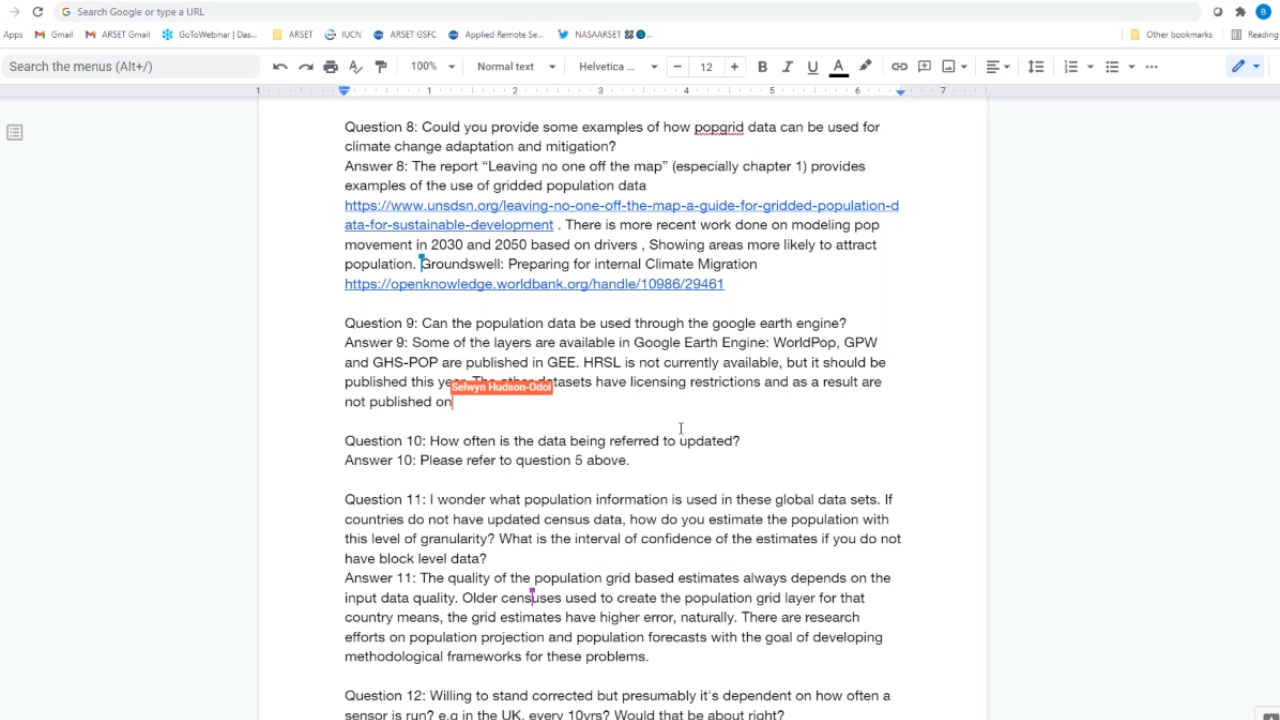 Search Google or type a URL
B
Apps Gmail ARSET Gmail GoToWebinar | Das... ARSET IUCN ARSET GSFC Applied Remote Se... NASAARSET Other bookmarks Reading
Search the menus (Alt+/) 100% Normal text Helvetica ... 12 B I U A
1 1 2 3 4 5 6 7
Question 8: Could you provide some examples of how popgrid data can be used for
climate change adaptation and mitigation?
Answer 8: The report “Leaving no one off the map” (especially chapter 1) provides
examples of the use of gridded population data
https://www.unsdsn.org/leaving-no-one-off-the-map-a-guide-for-gridded-population-d
ata-for-sustainable-development . There is more recent work done on modeling pop
movement in 2030 and 2050 based on drivers , Showing areas more likely to attract
population. Groundswell: Preparing for internal Climate Migration
https://openknowledge.worldbank.org/handle/10986/29461
Question 9: Can the population data be used through the google earth engine?
Answer 9: Some of the layers are available in Google Earth Engine: WorldPop, GPW
and GHS-POP are published in GEE. HRSL is not currently available, but it should be
published this year. The other datasets have licensing restrictions and as a result are
Selwyn Hudson-Odoi
not published on
Question 10: How often is the data being referred to updated?
Answer 10: Please refer to question 5 above.
Question 11: I wonder what population information is used in these global data sets. If
countries do not have updated census data, how do you estimate the population with
this level of granularity? What is the interval of confidence of the estimates if you do not
have block level data?
Answer 11: The quality of the population grid based estimates always depends on the
input data quality. Older censuses used to create the population grid layer for that
country means, the grid estimates have higher error, naturally. There are research
efforts on population projection and population forecasts with the goal of developing
methodological frameworks for these problems.
Question 12: Willing to stand corrected but presumably it's dependent on how often a
sensor is run? e.g in the UK, every 10yrs? Would that be about right?